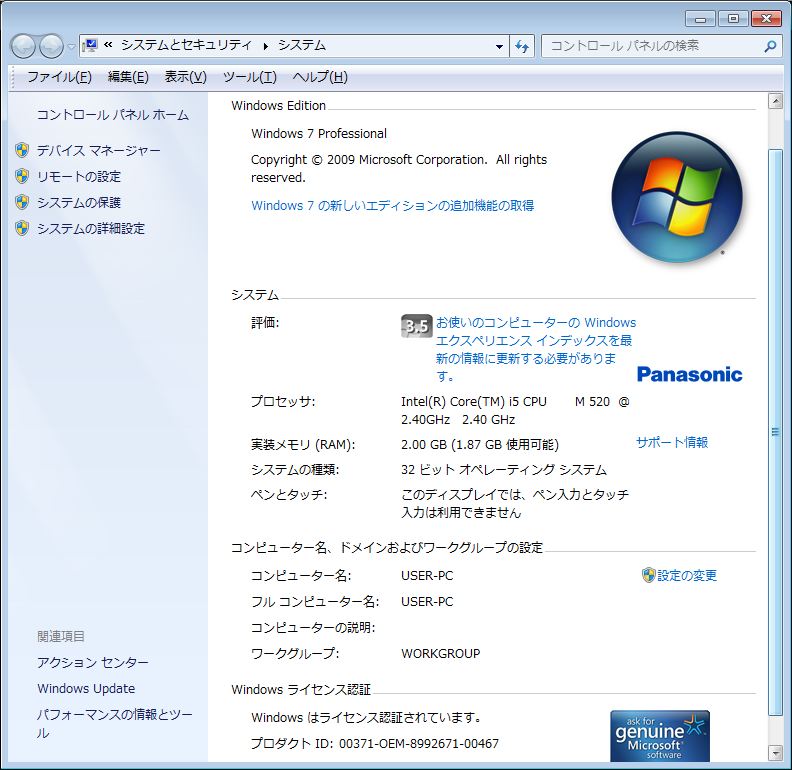 « システムとセキュリティ ▸ システム
コントロール パネルの検索
ファイル(F) 編集(E) 表示(V) ツール(T) ヘルプ(H)
コントロール パネル ホーム
デバイス マネージャー
リモートの設定
システムの保護
システムの詳細設定
Windows Edition
Windows 7 Professional
Copyright © 2009 Microsoft Corporation. All rights
reserved.
Windows 7 の新しいエディションの追加機能の取得
システム
評価:
3.5
お使いのコンピューターの Windows
エクスペリエンス インデックスを最
新の情報に更新する必要がありま
す。
Panasonic
プロセッサ: Intel(R) Core(TM) i5 CPU M 520 @
2.40GHz 2.40 GHz
実装メモリ (RAM): 2.00 GB (1.87 GB 使用可能)
サポート情報
システムの種類: 32 ビット オペレーティング システム
ペンとタッチ: このディスプレイでは、ペン入力とタッチ
入力は利用できません
コンピューター名、ドメインおよびワークグループの設定
コンピューター名: USER-PC
設定の変更
フル コンピューター名: USER-PC
コンピューターの説明:
ワークグループ: WORKGROUP
Windows ライセンス認証
Windows はライセンス認証されています。
プロダクト ID: 00371-OEM-8992671-00467
ask for
genuine
Microsoft®
software
関連項目
アクション センター
Windows Update
パフォーマンスの情報とツー
ル